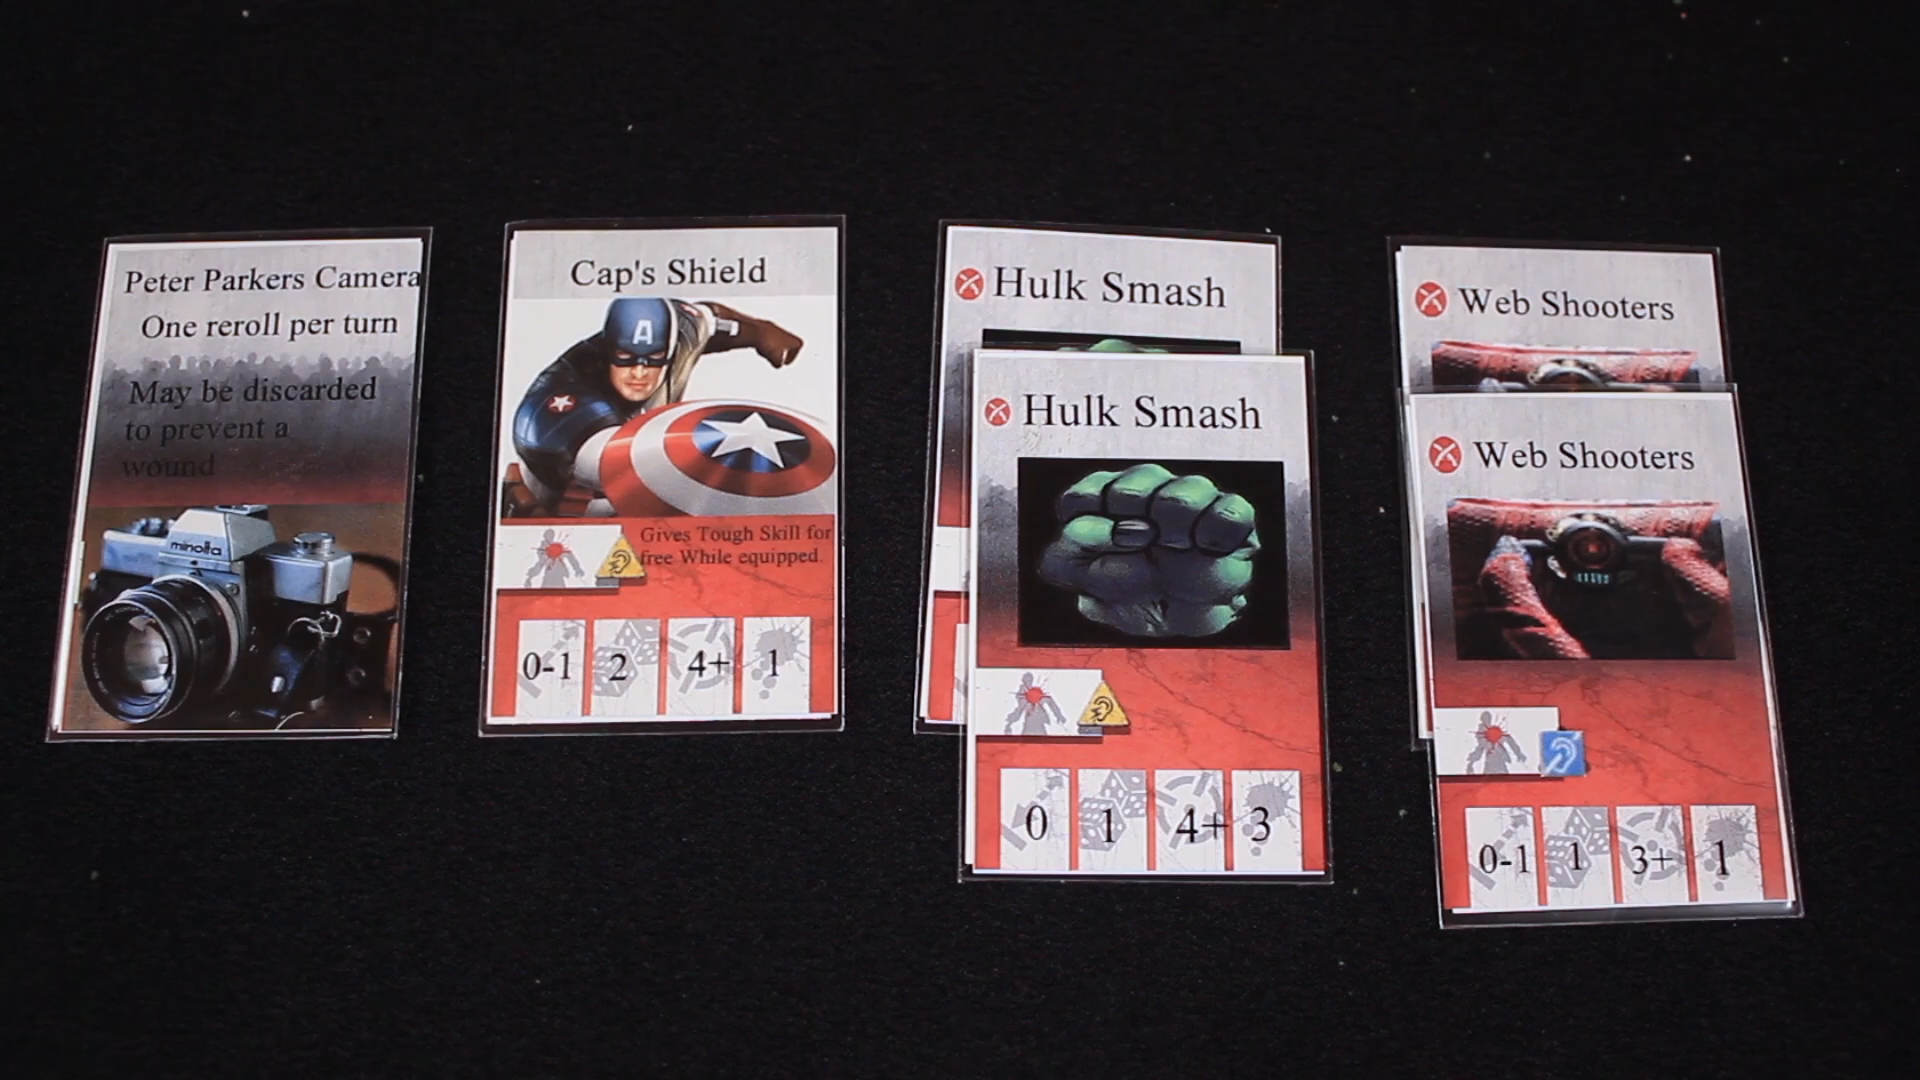 Peter Parkers Camera
One reroll per turn
May be discarded
to prevent a
wound
minolta
Cap's Shield
A
Gives Tough Skill for
free While equipped.
0-1 2 4+ 1
Hulk Smash
Hulk Smash
0 1 4+ 3
Web Shooters
Web Shooters
0-1 1 3+ 1